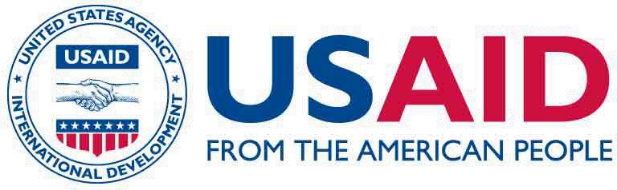 UNITED STATES AGENCY
USAID
INTERNATIONAL DEVELOPMENT
USAID
FROM THE AMERICAN PEOPLE